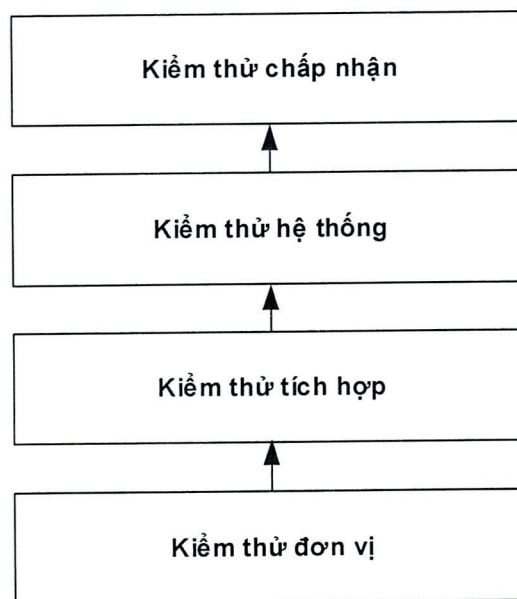 Kiểm thử chấp nhận
Kiểm thử hệ thống
Kiểm thử tích hợp
Kiểm thử đơn vị